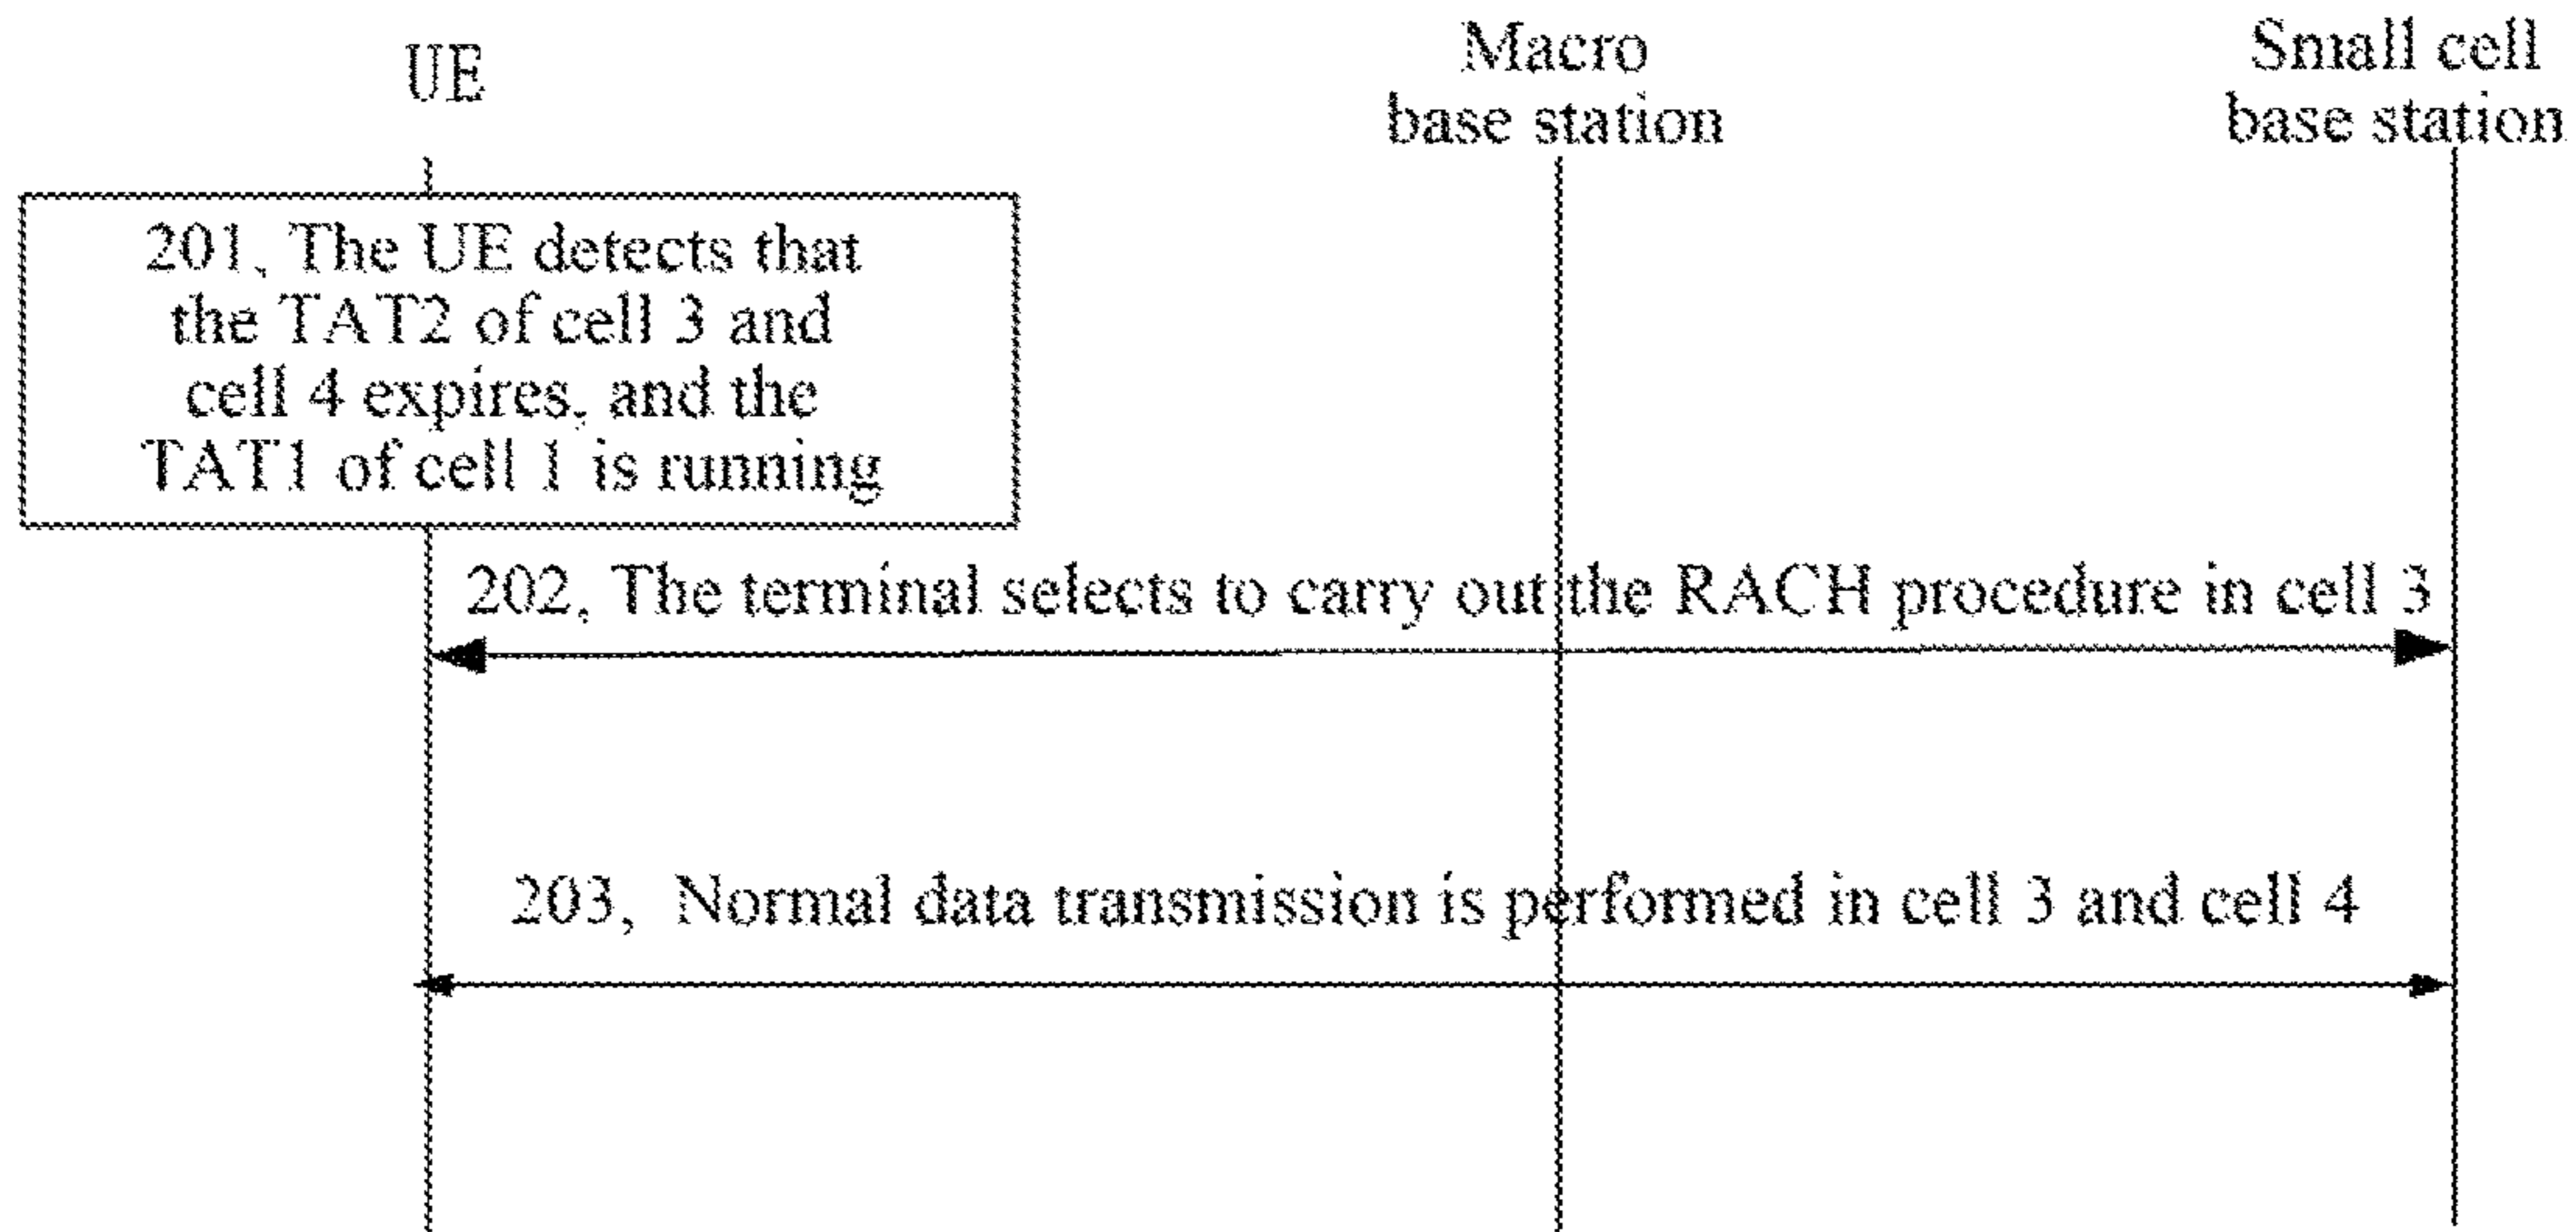 UE
Macro
base station
Small cell
base station
201, The UE detects that
the TAT2 of cell 3 and
cell 4 expires, and the
TAT1 of cell 1 is running
202, The terminal selects to carry out the RACH procedure in cell 3
203, Normal data transmission is performed in cell 3 and cell 4